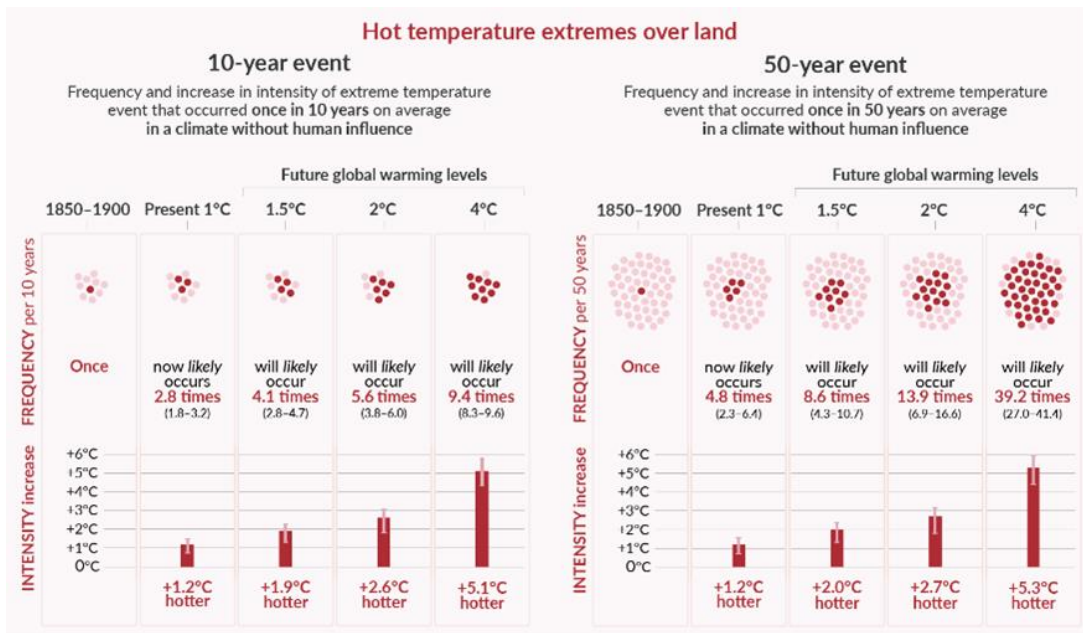 Hot temperature extremes over land
10-year event
Frequency and increase in intensity of extreme temperature
event that occurred once in 10 years on average
in a climate without human influence
Future global warming levels
1850–1900 Present 1°C 1.5°C 2°C 4°C
FREQUENCY per 10 years
Once
now likely
occurs
2.8 times
(1.8–3.2)
will likely
occur
4.1 times
(2.8–4.7)
will likely
occur
5.6 times
(3.8–6.0)
will likely
occur
9.4 times
(8.3–9.6)
INTENSITY increase
+6°C
+5°C
+4°C
+3°C
+2°C
+1°C
0°C
+1.2°C
hotter
+1.9°C
hotter
+2.6°C
hotter
+5.1°C
hotter
50-year event
Frequency and increase in intensity of extreme temperature
event that occurred once in 50 years on average
in a climate without human influence
Future global warming levels
1850–1900 Present 1°C 1.5°C 2°C 4°C
FREQUENCY per 50 years
Once
now likely
occurs
4.8 times
(2.3–6.4)
will likely
occur
8.6 times
(4.3–10.7)
will likely
occur
13.9 times
(6.9–16.6)
will likely
occur
39.2 times
(27.0–41.4)
INTENSITY increase
+6°C
+5°C
+4°C
+3°C
+2°C
+1°C
0°C
+1.2°C
hotter
+2.0°C
hotter
+2.7°C
hotter
+5.3°C
hotter